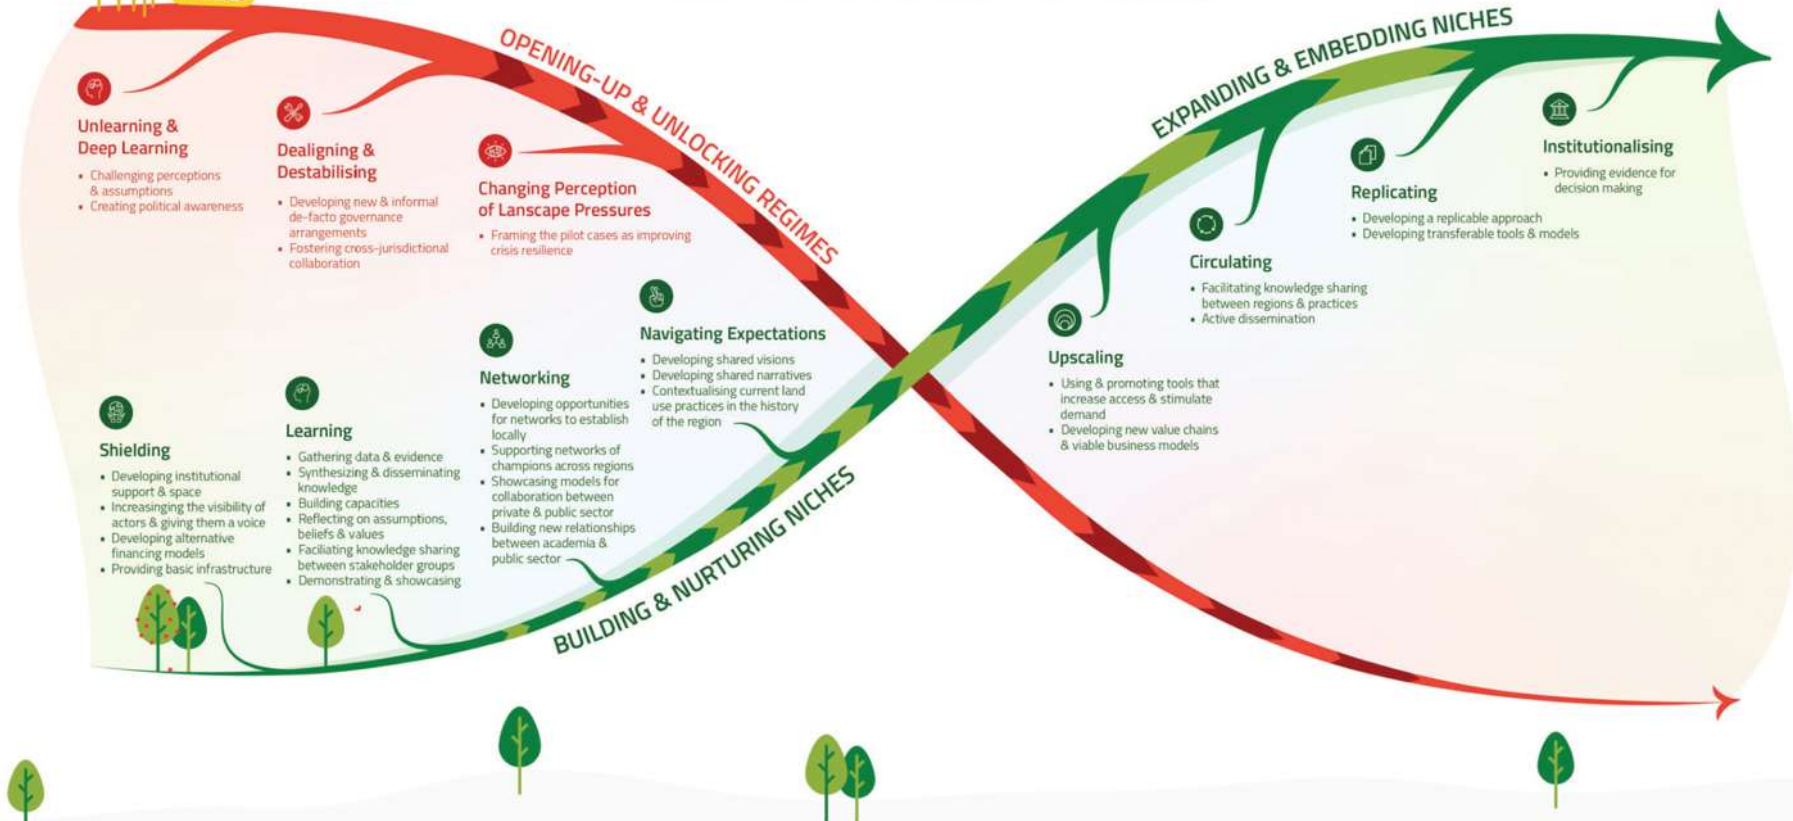 OPENING-UP & UNLOCKING REGIMES
Unlearning &
Deep Learning
• Challenging perceptions
& assumptions
• Creating political awareness
Dealigning &
Destabilising
• Developing new & informal
de-facto governance
arrangements
• Fostering cross-jurisdictional
collaboration
Changing Perception
of Lanscape Pressures
• Framing the pilot cases as improving
crisis resilience
BUILDING & NURTURING NICHES
Shielding
• Developing institutional
support & space
• Increasinging the visibility of
actors & giving them a voice
• Developing alternative
financing models
• Providing basic infrastructure
Learning
• Gathering data & evidence
• Synthesizing & disseminating
knowledge
• Building capacities
• Reflecting on assumptions,
beliefs & values
• Faciliating knowledge sharing
between stakeholder groups
• Demonstrating & showcasing
Networking
• Developing opportunities
for networks to establish
locally
• Supporting networks of
champions across regions
• Showcasing models for
collaboration between
private & public sector
• Building new relationships
between academia &
public sector
Navigating Expectations
• Developing shared visions
• Developing shared narratives
• Contextualising current land
use practices in the history
of the region
EXPANDING & EMBEDDING NICHES
Upscaling
• Using & promoting tools that
increase access & stimulate
demand
• Developing new value chains
& viable business models
Circulating
• Facilitating knowledge sharing
between regions & practices
• Active dissemination
Replicating
• Developing a replicable approach
• Developing transferable tools & models
Institutionalising
• Providing evidence for
decision making